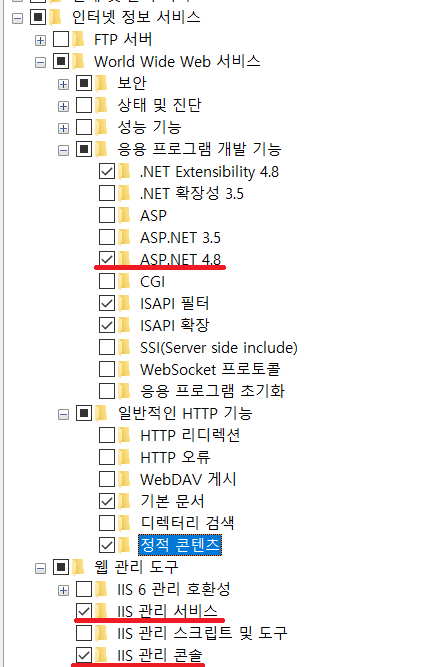 인터넷 정보 서비스
FTP 서버
World Wide Web 서비스
보안
상태 및 진단
성능 기능
응용 프로그램 개발 기능
.NET Extensibility 4.8
.NET 확장성 3.5
ASP
ASP.NET 3.5
ASP.NET 4.8
CGI
ISAPI 필터
ISAPI 확장
SSI(Server side include)
WebSocket 프로토콜
응용 프로그램 초기화
일반적인 HTTP 기능
HTTP 리디렉션
HTTP 오류
WebDAV 게시
기본 문서
디렉터리 검색
정적 콘텐츠
웹 관리 도구
IIS 6 관리 호환성
IIS 관리 서비스
IIS 관리 스크립트 및 도구
IIS 관리 콘솔